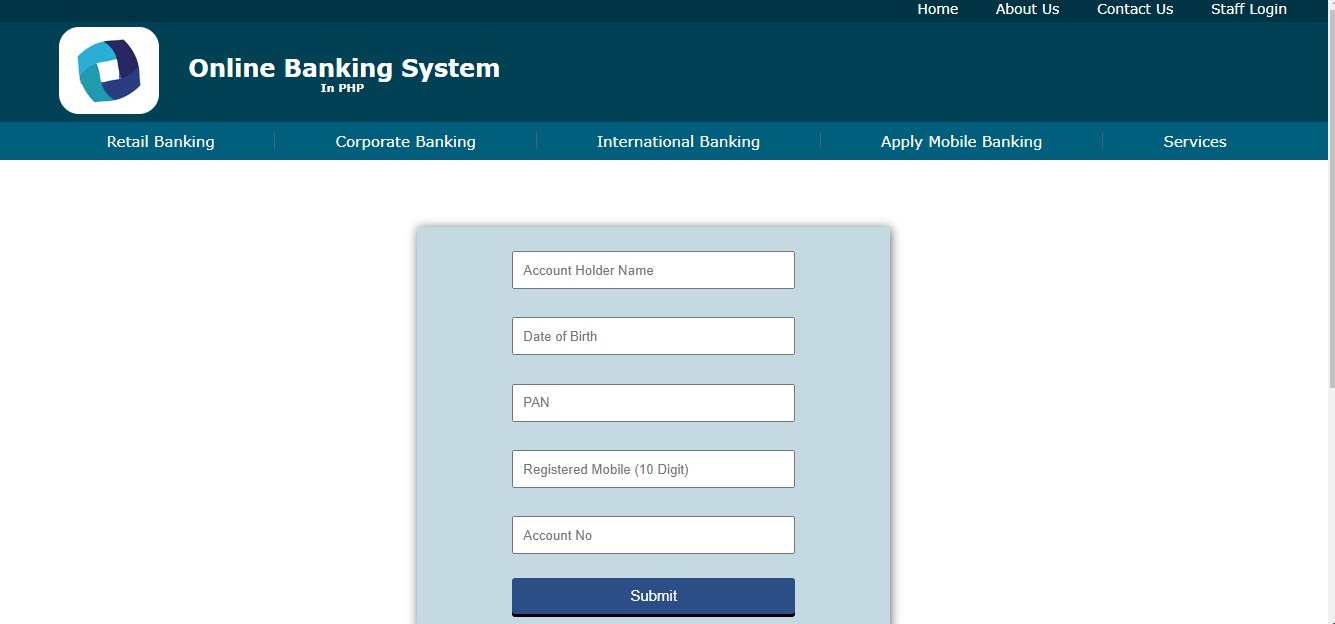 Home About Us Contact Us Staff Login
Online Banking System
In PHP
Retail Banking Corporate Banking International Banking Apply Mobile Banking Services
Account Holder Name
Date of Birth
PAN
Registered Mobile (10 Digit)
Account No
Submit